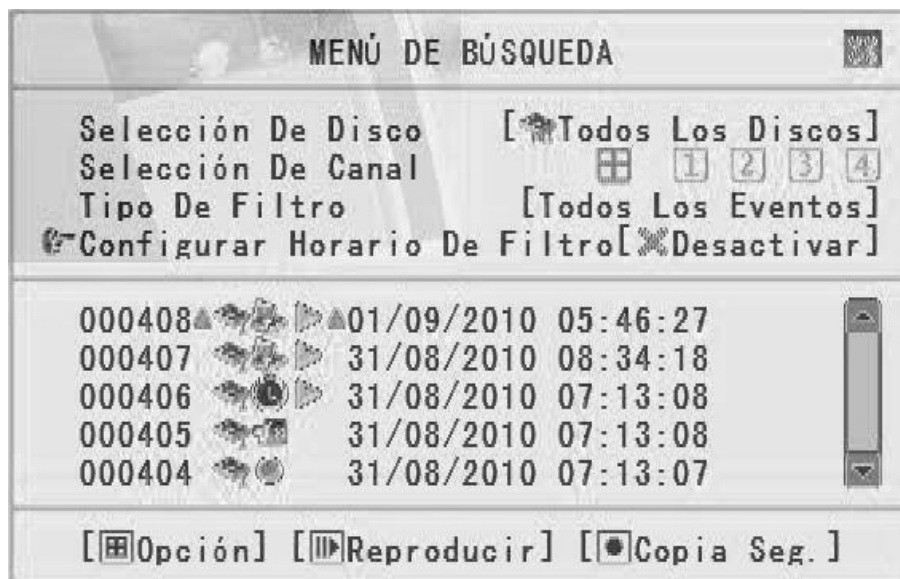 MENÚ DE BÚSQUEDA
Selección De Disco [Todos Los Discos]
Selección De Canal 1 2 3 4
Tipo De Filtro [Todos Los Eventos]
Configurar Horario De Filtro[Desactivar]
000408 01/09/2010 05:46:27
000407 31/08/2010 08:34:18
000406 31/08/2010 07:13:08
000405 31/08/2010 07:13:08
000404 31/08/2010 07:13:07
[Opción] [Reproducir] [Copia Seg.]